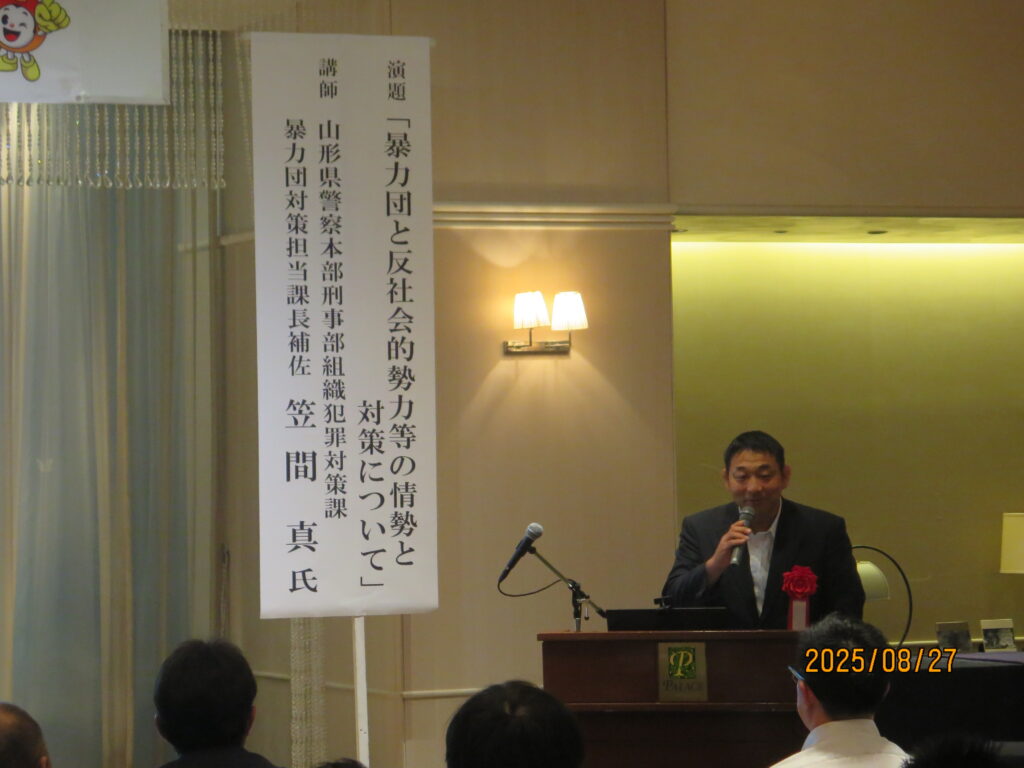 演題 「暴力団と反社会的勢力等の情勢と
対策について」
講師 山形県警察本部刑事部組織犯罪対策課
暴力団対策担当課長補佐 笠間 真 氏
P
PALACE
2025/08/27